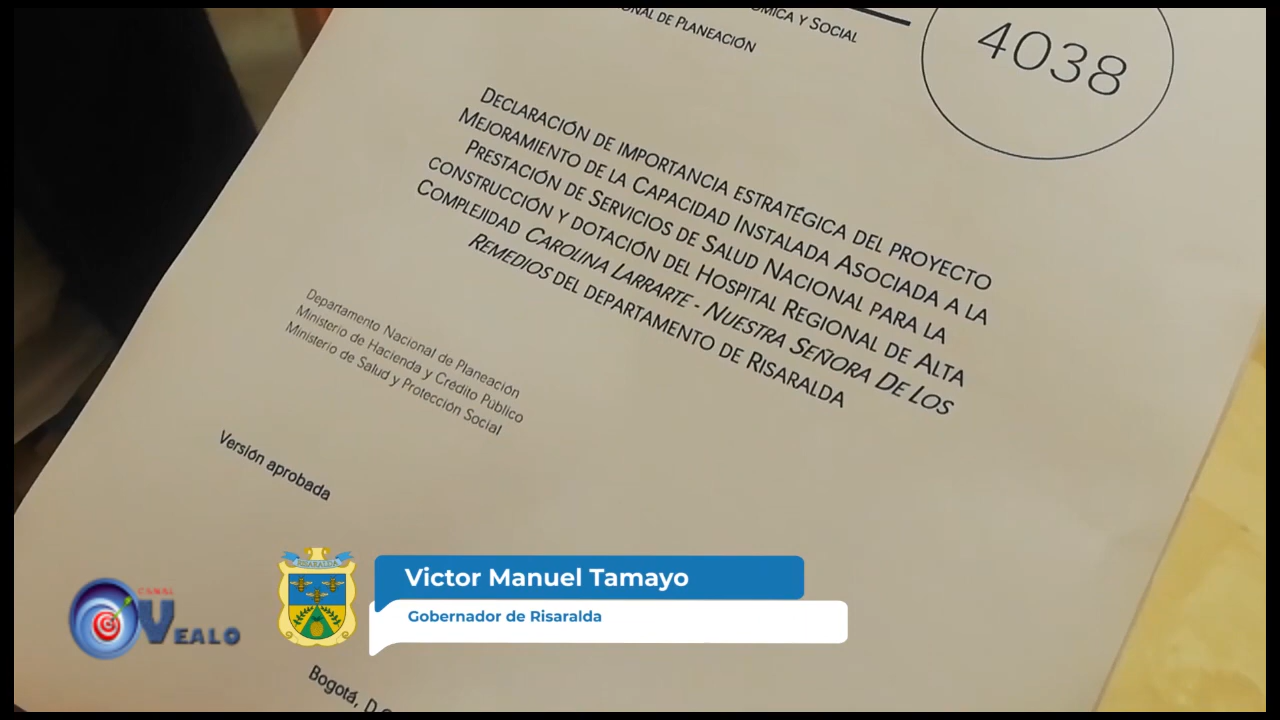 ÓMICA Y SOCIAL
NAL DE PLANEACIÓN
4038
DECLARACIÓN DE IMPORTANCIA ESTRATÉGICA DEL PROYECTO
MEJORAMIENTO DE LA CAPACIDAD INSTALADA ASOCIADA A LA
PRESTACIÓN DE SERVICIOS DE SALUD NACIONAL PARA LA
CONSTRUCCIÓN Y DOTACIÓN DEL HOSPITAL REGIONAL DE ALTA
COMPLEJIDAD CAROLINA LARRARTE - NUESTRA SEÑORA DE LOS
REMEDIOS DEL DEPARTAMENTO DE RISARALDA
Departamento Nacional de Planeación
Ministerio de Hacienda y Crédito Público
Ministerio de Salud y Protección Social
Versión aprobada
Bogotá, D.C
RISARALDA
Victor Manuel Tamayo
Gobernador de Risaralda
CANAL
VEALO